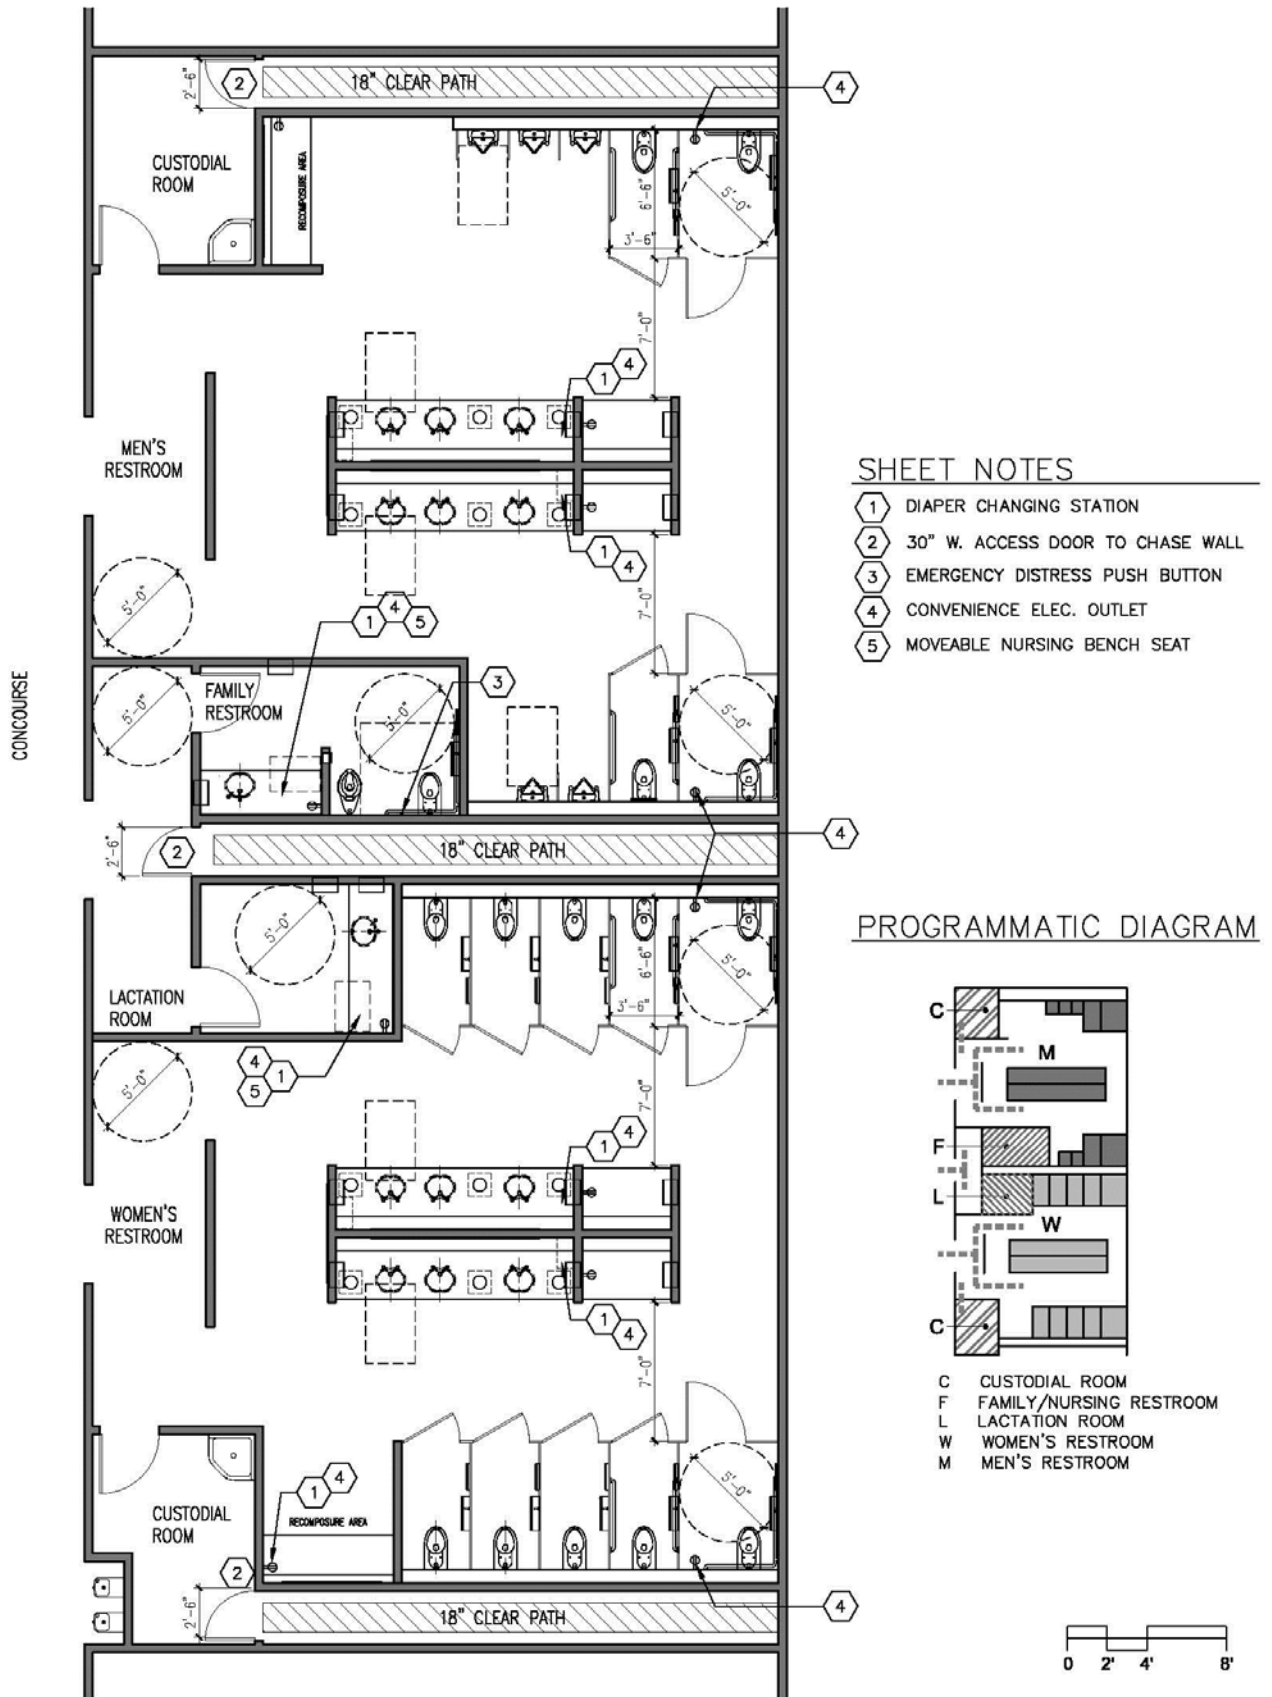 2'-6"
2
18" CLEAR PATH
4
CUSTODIAL
ROOM
RECOMPOSURE AREA
6'-6"
5'-0"
3'-6"
7'-0"
4
1
MEN'S
RESTROOM
1
4
5'-0"
7'-0"
4
1
5
5'-0"
FAMILY
RESTROOM
5'-0"
3
5'-0"
CONCOURSE
2'-6"
2
18" CLEAR PATH
4
5'-0"
6'-6"
5'-0"
3'-6"
LACTATION
ROOM
4
5
1
5'-0"
7'-0"
4
1
WOMEN'S
RESTROOM
1
4
7'-0"
5'-0"
4
1
CUSTODIAL
ROOM
RECOMPOSURE AREA
2
2'-6"
18" CLEAR PATH
4
SHEET NOTES
1 DIAPER CHANGING STATION
2 30" W. ACCESS DOOR TO CHASE WALL
3 EMERGENCY DISTRESS PUSH BUTTON
4 CONVENIENCE ELEC. OUTLET
5 MOVEABLE NURSING BENCH SEAT
PROGRAMMATIC DIAGRAM
C
M
F
L
W
C
C CUSTODIAL ROOM
F FAMILY/NURSING RESTROOM
L LACTATION ROOM
W WOMEN'S RESTROOM
M MEN'S RESTROOM
0 2' 4' 8'